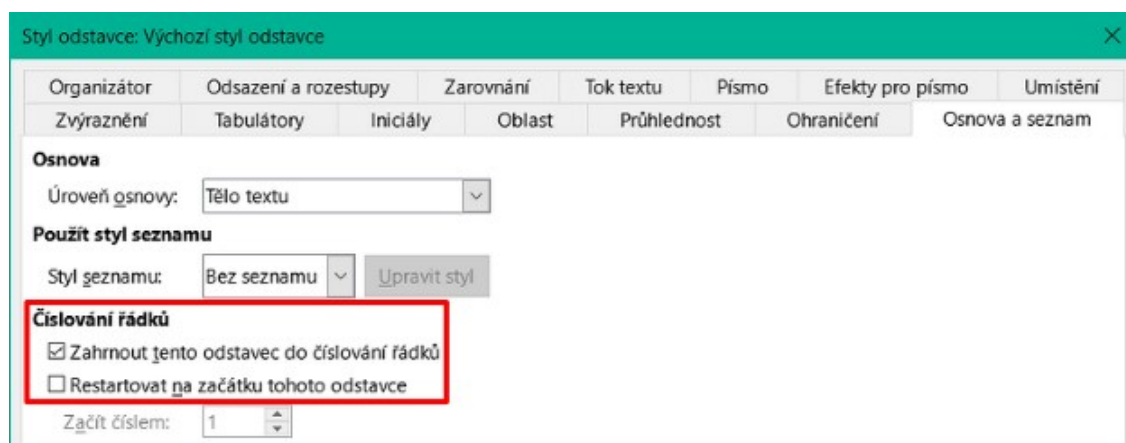 Styl odstavce: Výchozí styl odstavce
Organizátor Odsazení a rozestupy Zarovnání Tok textu Písmo Efekty pro písmo Umístění
Zvýraznění Tabulátory Iniciály Oblast Průhlednost Ohraničení Osnova a seznam
Osnova
Úroveň osnovy: Tělo textu
Použít styl seznamu
Styl seznamu: Bez seznamu Upravit styl
Číslování řádků
Zahrnout tento odstavec do číslování řádků
Restartovat na začátku tohoto odstavce
Začít číslem: 1